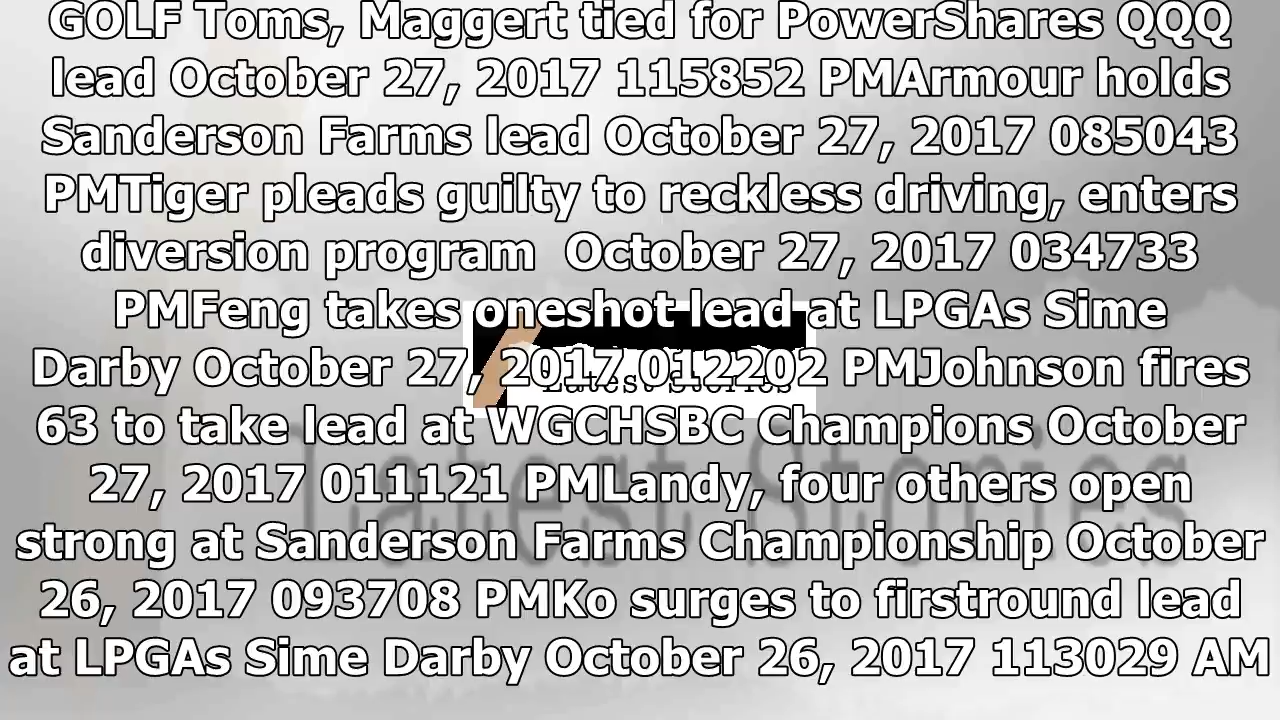 GOLF Toms, Maggert tied for PowerShares QQQ
lead October 27, 2017 115852 PMArmour holds
Sanderson Farms lead October 27, 2017 085043
PMTiger pleads guilty to reckless driving, enters
diversion program  October 27, 2017 034733
PMFeng takes oneshot lead at LPGAs Sime
Darby October 27, 2017 012202 PMJohnson fires
63 to take lead at WGCHSBC Champions October
27, 2017 011121 PMLandy, four others open
strong at Sanderson Farms Championship October
26, 2017 093708 PMKo surges to firstround lead
at LPGAs Sime Darby October 26, 2017 113029 AM
Latest Stories
Latest Stories